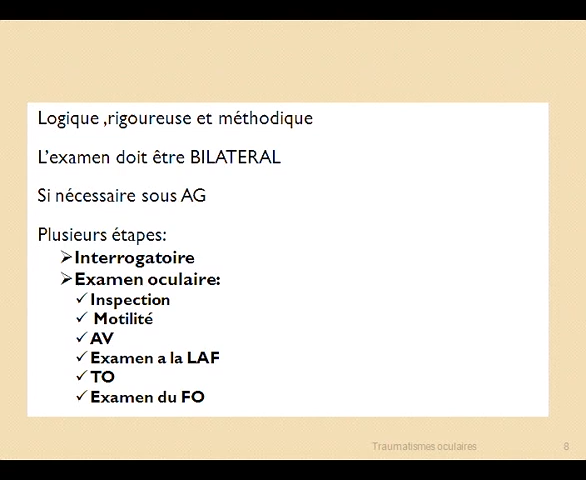 Logique ,rigoureuse et méthodique
L'examen doit être BILATERAL
Si nécessaire sous AG
Plusieurs étapes:
➢Interrogatoire
➢Examen oculaire:
✓Inspection
✓ Motilité
✓AV
✓Examen a la LAF
✓TO
✓Examen du FO
Traumatismes oculaires 8